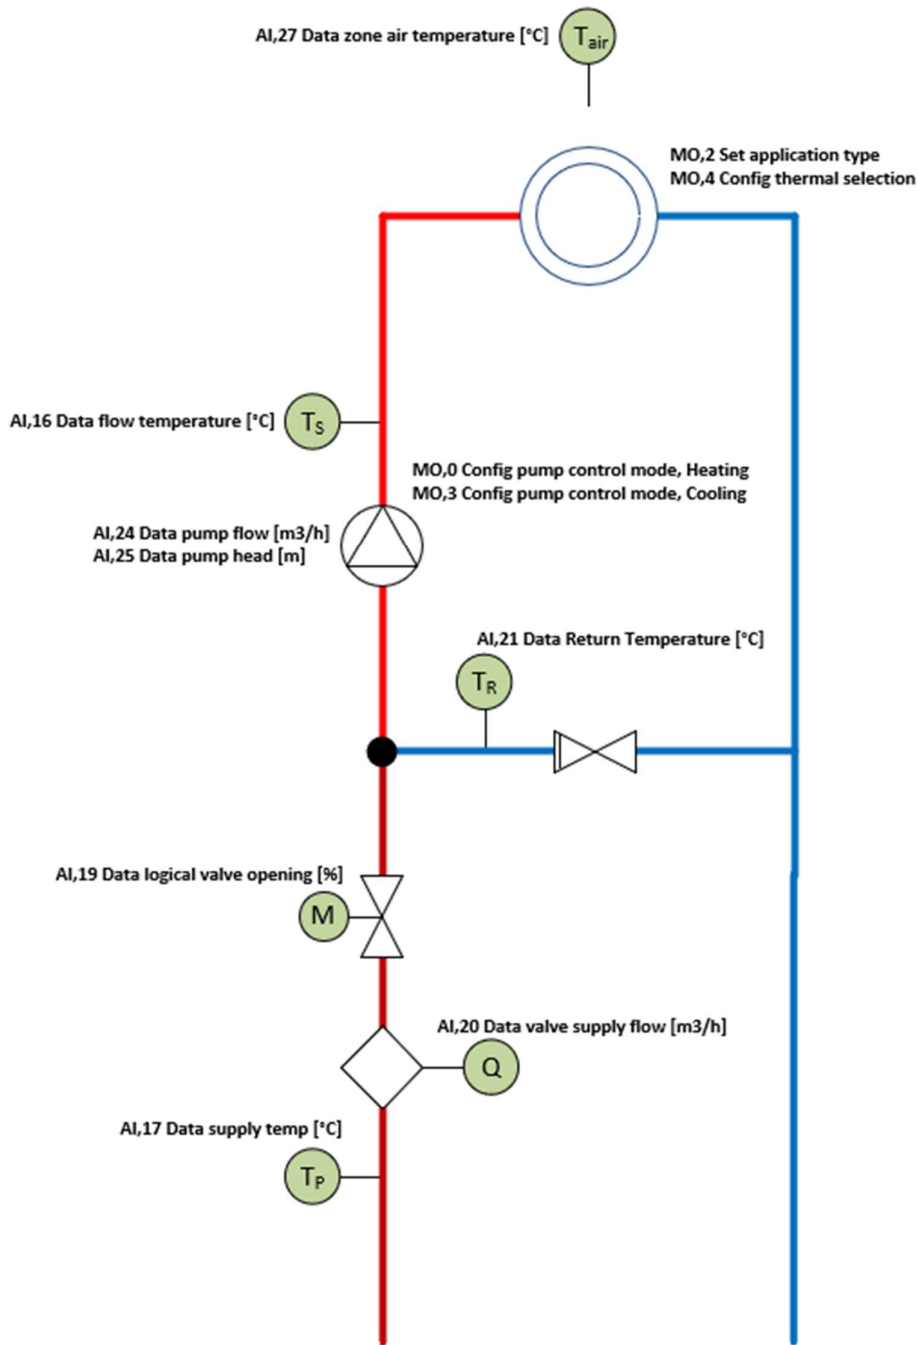 AI,27 Data zone air temperature [°C]
Tair
MO,2 Set application type
MO,4 Config thermal selection
AI,16 Data flow temperature [°C]
TS
MO,0 Config pump control mode, Heating
MO,3 Config pump control mode, Cooling
AI,24 Data pump flow [m3/h]
AI,25 Data pump head [m]
AI,21 Data Return Temperature [°C]
TR
AI,19 Data logical valve opening [%]
M
AI,20 Data valve supply flow [m3/h]
Q
AI,17 Data supply temp [°C]
TP